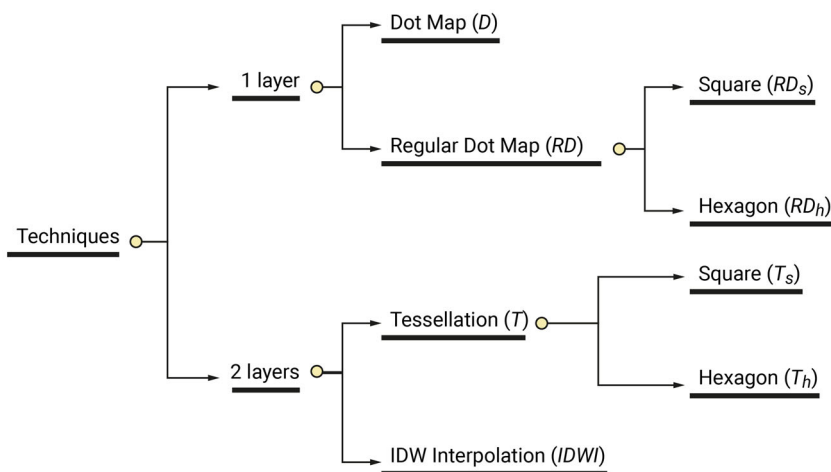 Dot Map (D)
1 layer
Square (RDs)
Regular Dot Map (RD)
Hexagon (RDh)
Techniques
Square (Ts)
Tessellation (T)
2 layers
Hexagon (Th)
IDW Interpolation (IDWI)